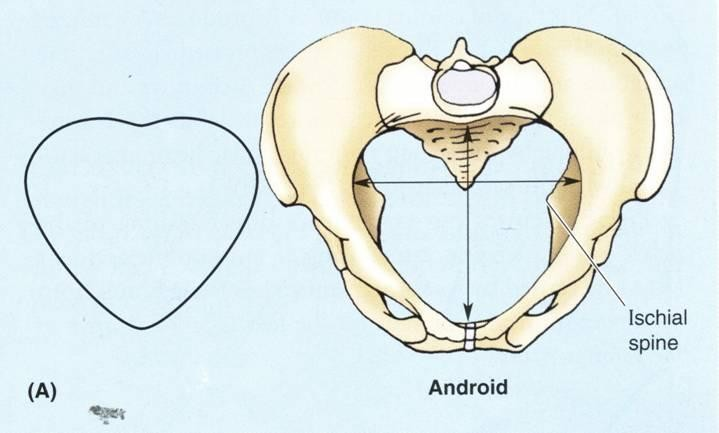 Ischial
spine
(A)
Android